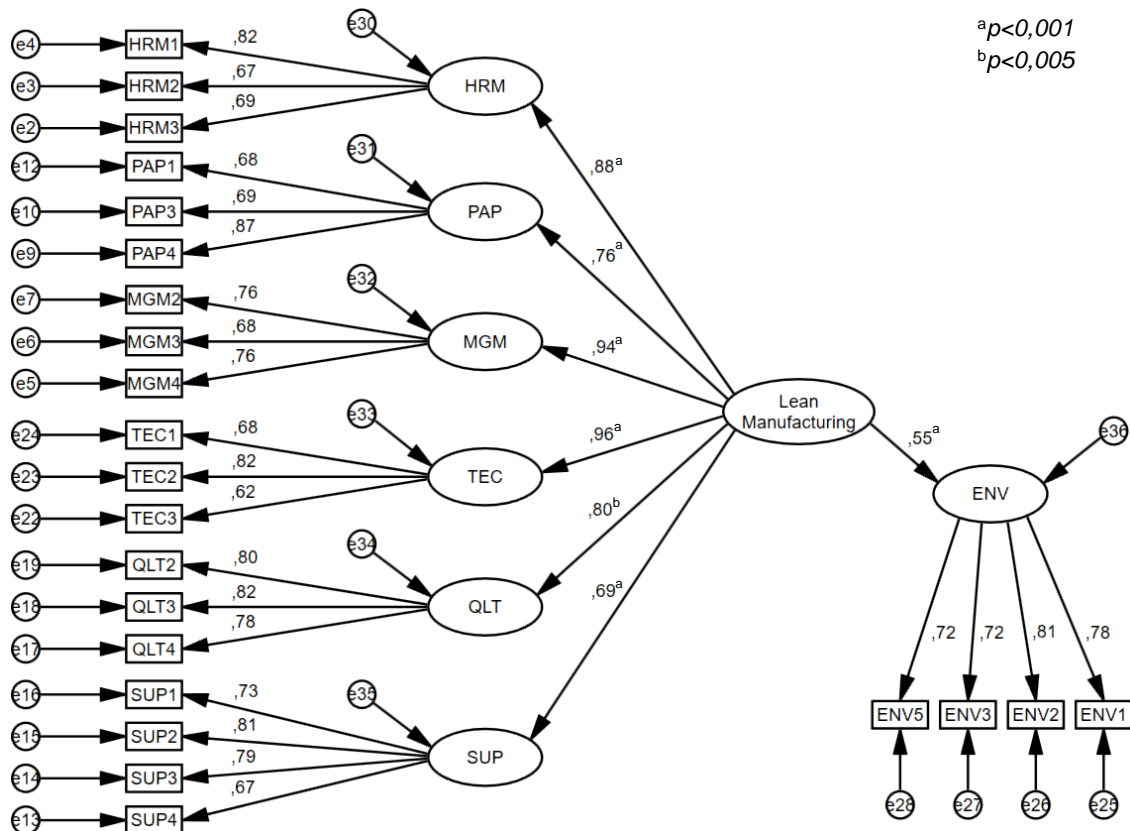 ᵃp<0,001
ᵇp<0,005
e30
e4 HRM1 ,82
e3 HRM2 ,67 HRM
e2 HRM3 ,69
e31
e12 PAP1 ,68 ,88ᵃ
e10 PAP3 ,69 PAP
e9 PAP4 ,87 ,76ᵃ
e32
e7 MGM2 ,76
e6 MGM3 ,68 MGM ,94ᵃ
e5 MGM4 ,76
Lean
Manufacturing
e33
e24 TEC1 ,68 ,96ᵃ ,55ᵃ e36
e23 TEC2 ,82 TEC
e22 TEC3 ,62 ,80ᵇ ENV
e34
e19 QLT2 ,80
e18 QLT3 ,82 QLT ,69ᵃ
e17 QLT4 ,78
,72 ,72 ,81 ,78
e35
e16 SUP1 ,73
e15 SUP2 ,81 SUP
e14 SUP3 ,79
e13 SUP4 ,67
ENV5 ENV3 ENV2 ENV1
e28 e27 e26 e25